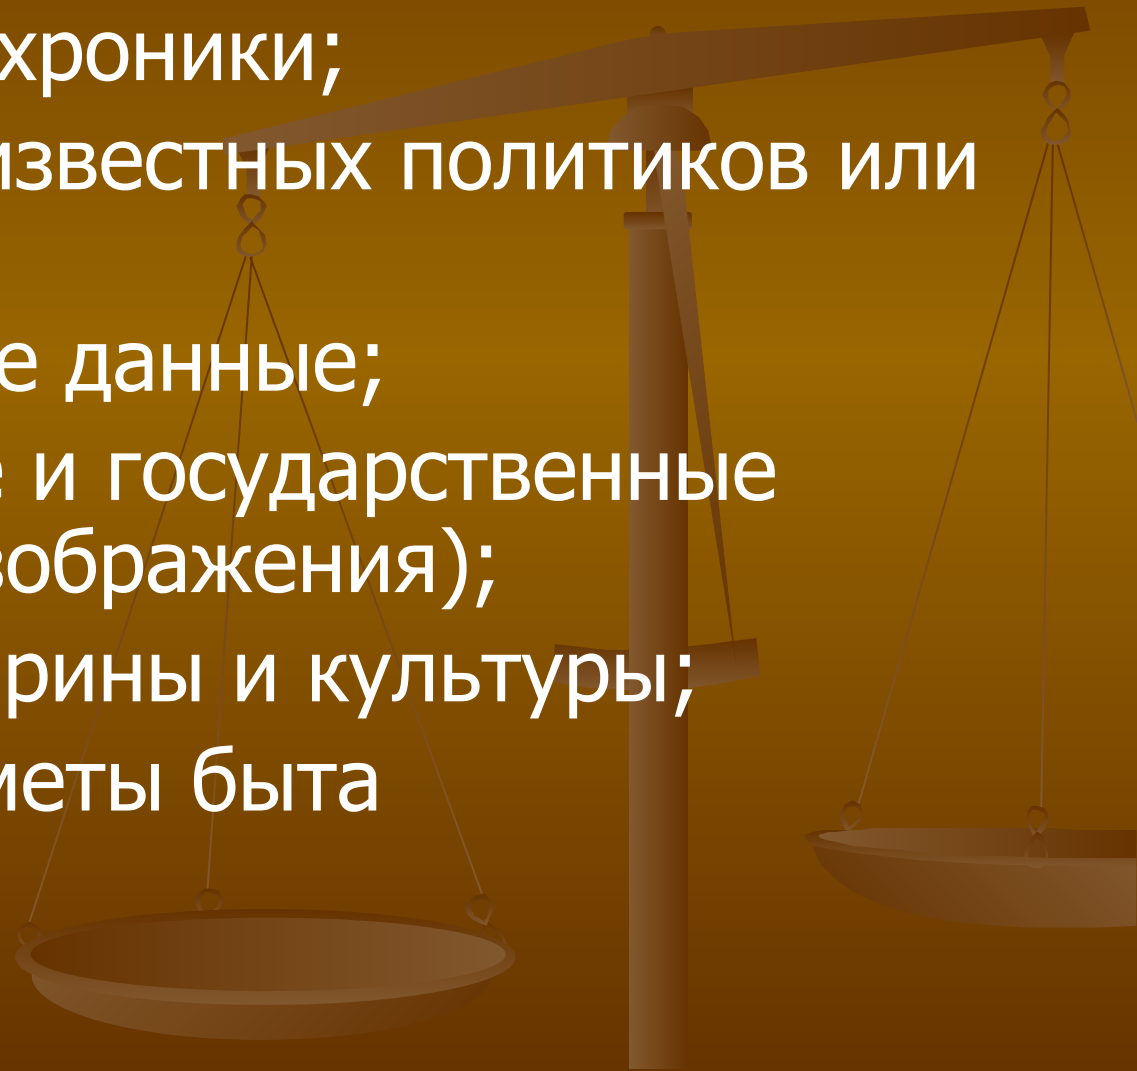 хроники;
известных политиков или
е данные;
е и государственные
зображения);
рины и культуры;
меты быта